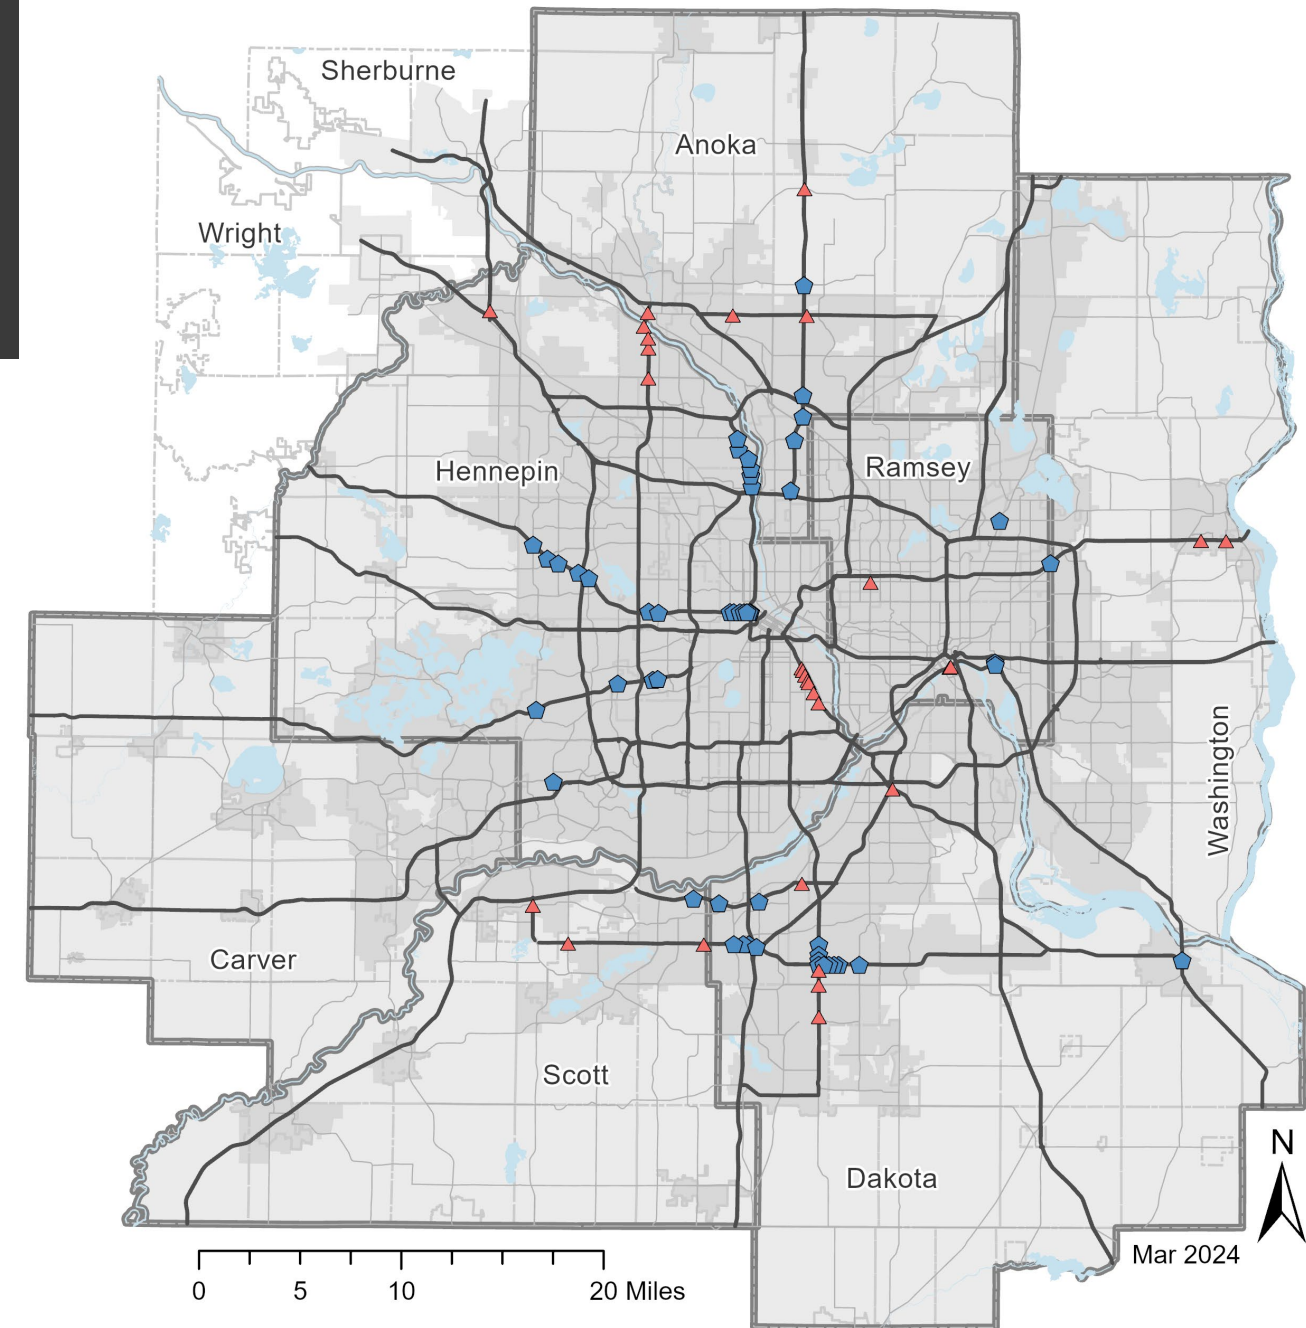 Sherburne
Anoka
Wright
Hennepin
Ramsey
Washington
Carver
Scott
Dakota
N
Mar 2024
0 5 10 20 Miles